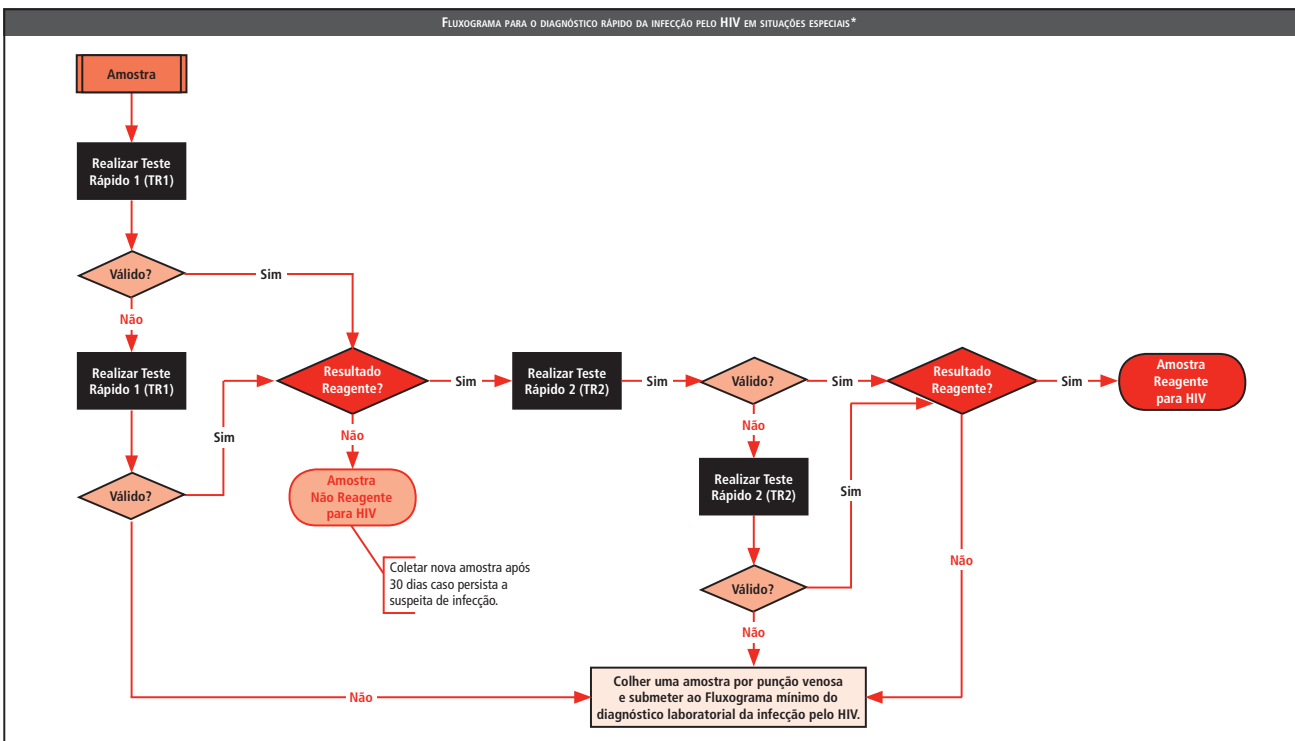 FLUXOGRAMA PARA O DIAGNÓSTICO RÁPIDO DA INFECÇÃO PELO HIV EM SITUAÇÕES ESPECIAIS*
Amostra
Realizar Teste
Rápido 1 (TR1)
Válido?
Sim
Não
Realizar Teste
Rápido 1 (TR1)
Válido?
Sim
Não
Resultado
Reagente?
Sim
Não
Amostra
Não Reagente
para HIV
Coletar nova amostra após
30 dias caso persista a
suspeita de infecção.
Realizar Teste
Rápido 2 (TR2)
Sim
Válido?
Sim
Não
Realizar Teste
Rápido 2 (TR2)
Sim
Válido?
Não
Resultado
Reagente?
Sim
Não
Amostra
Reagente
para HIV
Colher uma amostra por punção venosa
e submeter ao Fluxograma mínimo do
diagnóstico laboratorial da infecção pelo HIV.